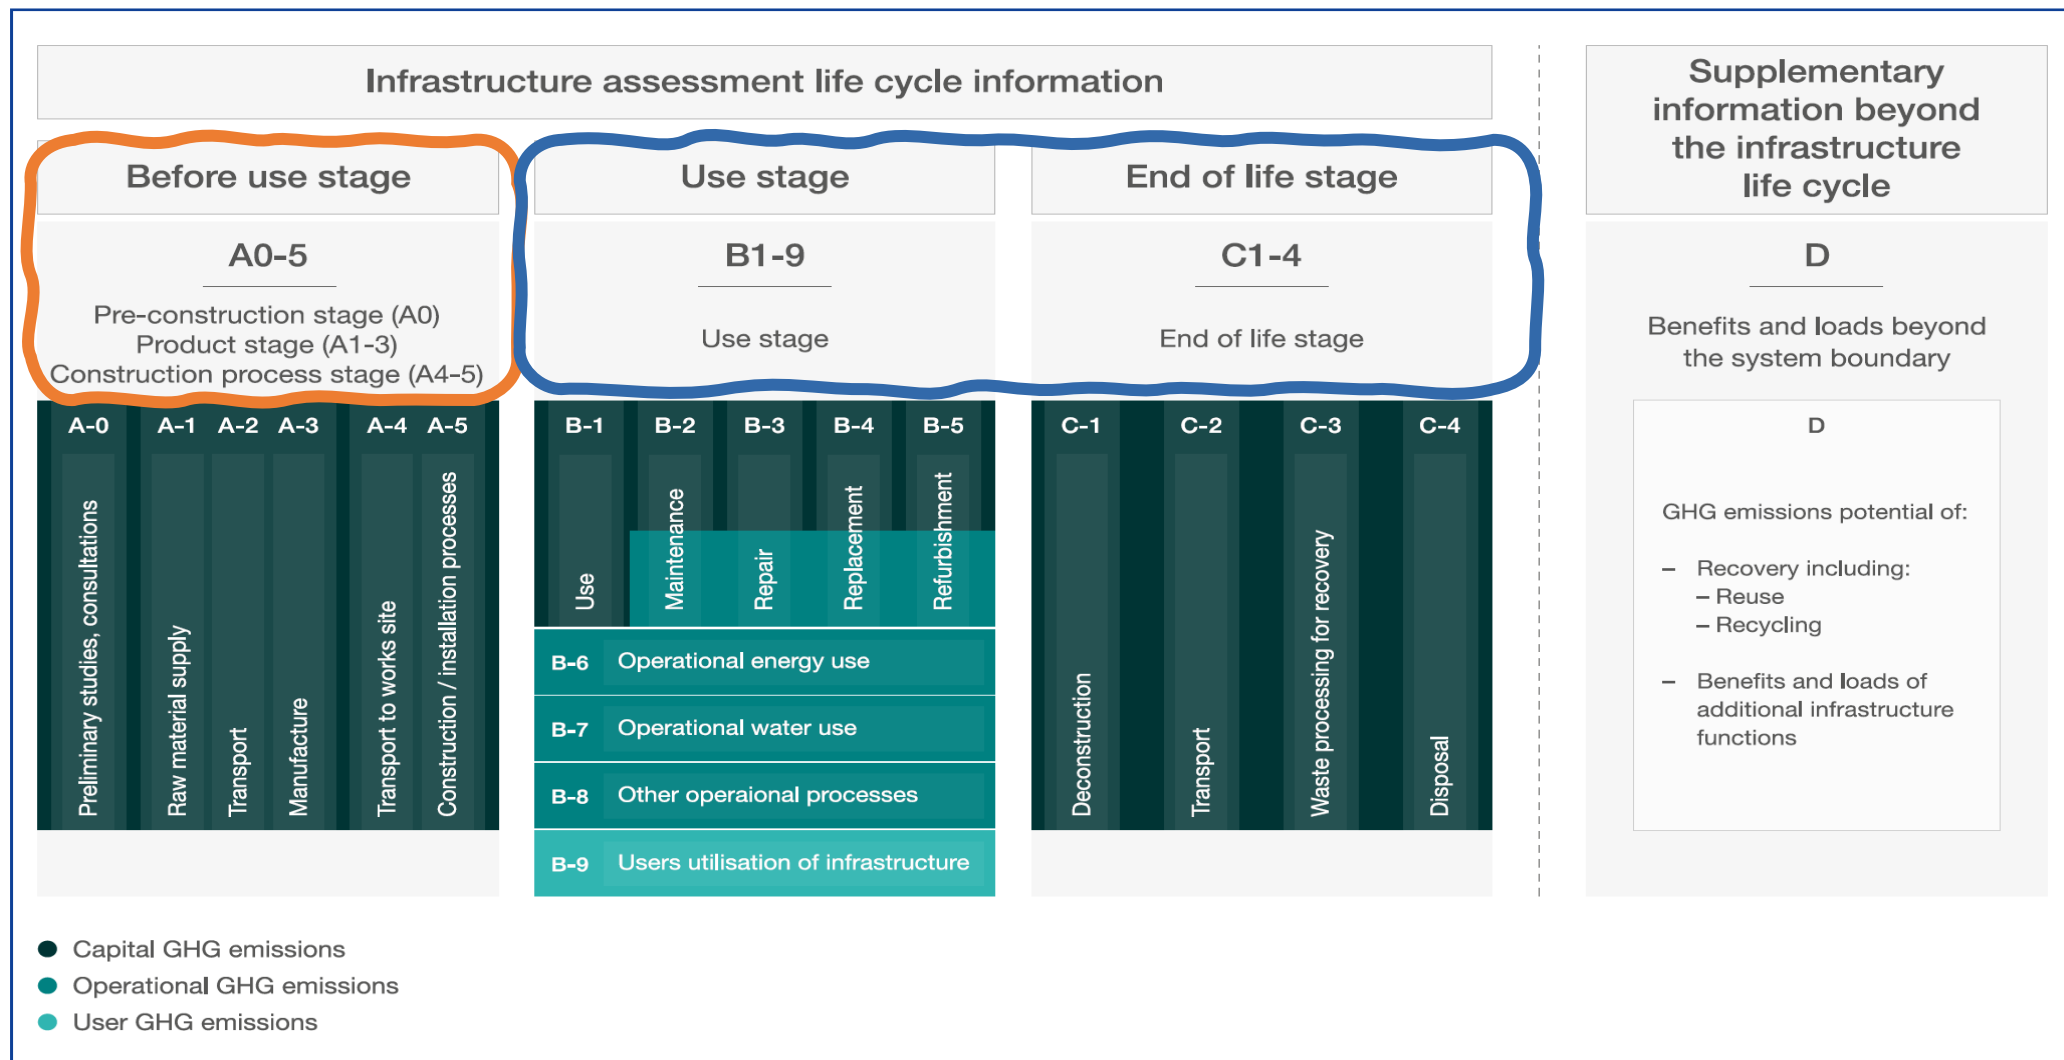 Infrastructure assessment life cycle information
Before use stage
A0-5
Pre-construction stage (A0)
Product stage (A1-3)
Construction process stage (A4-5)
A-0
Preliminary studies, consultations
A-1
Raw material supply
A-2
Transport
A-3
Manufacture
A-4
Transport to works site
A-5
Construction / installation processes
Use stage
B1-9
Use stage
B-1
Use
B-2
Maintenance
B-3
Repair
B-4
Replacement
B-5
Refurbishment
B-6 Operational energy use
B-7 Operational water use
B-8 Other operaional processes
B-9 Users utilisation of infrastructure
End of life stage
C1-4
End of life stage
C-1
Deconstruction
C-2
Transport
C-3
Waste processing for recovery
C-4
Disposal
Supplementary
information beyond
the infrastructure
life cycle
D
Benefits and loads beyond
the system boundary
D
GHG emissions potential of:
– Recovery including:
– Reuse
– Recycling
– Benefits and loads of
additional infrastructure
functions
Capital GHG emissions
Operational GHG emissions
User GHG emissions